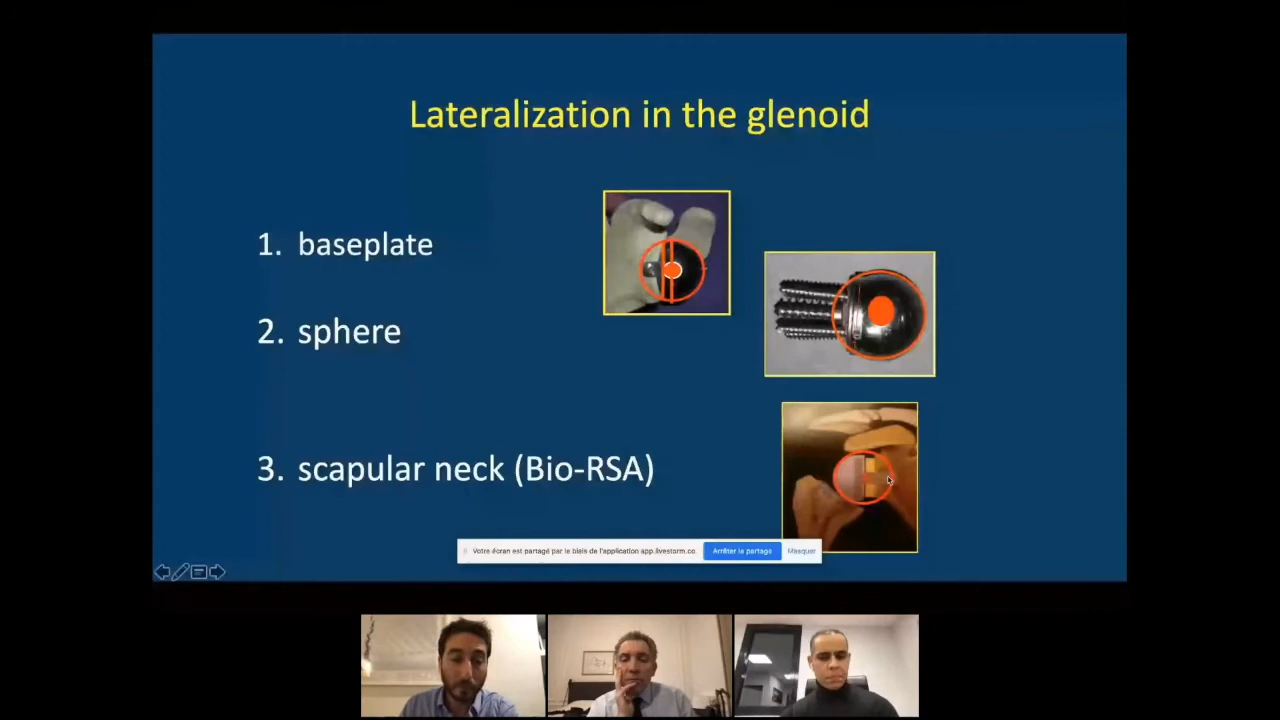 Lateralization in the glenoid
1. baseplate
2. sphere
3. scapular neck (Bio-RSA)
Votre écran est partagé par le biais de l'application app.livestorm.co.
Arrêter le partage
Masquer